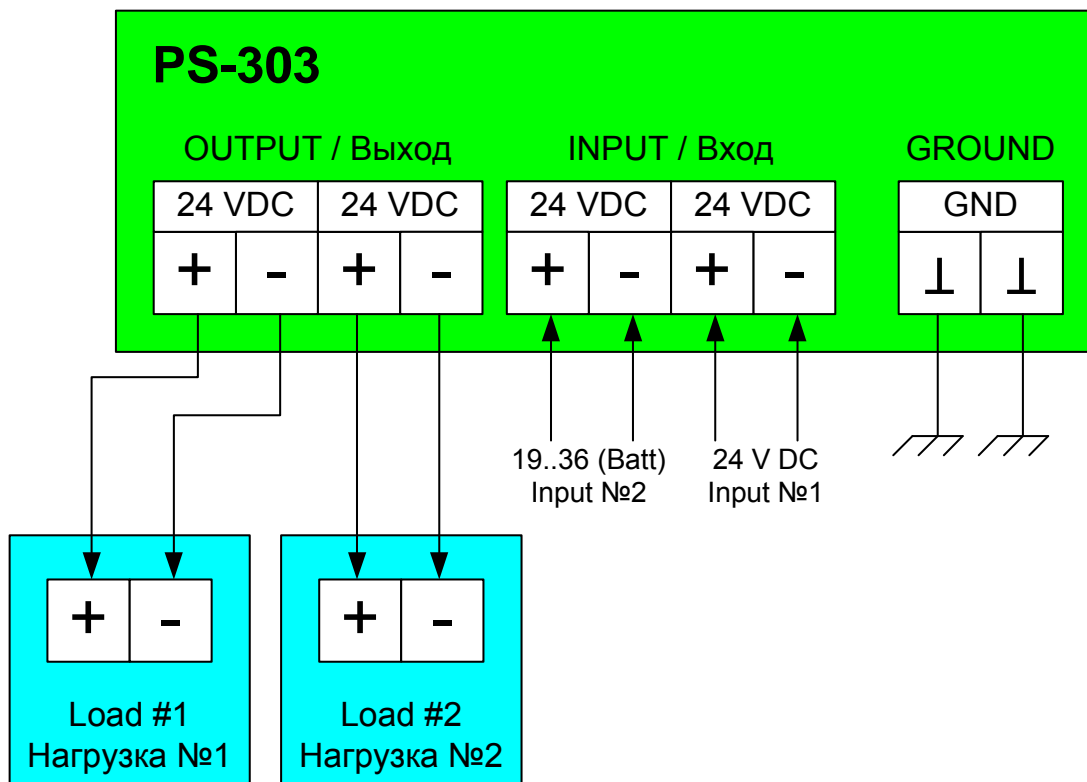 PS-303
OUTPUT / Выход
INPUT / Вход
GROUND
24 VDC
24 VDC
24 VDC
24 VDC
GND
+ - + -
+ - + -
⊥ ⊥
19..36 (Batt)
Input №2
24 V DC
Input №1
+ -
Load #1
Нагрузка №1
+ -
Load #2
Нагрузка №2